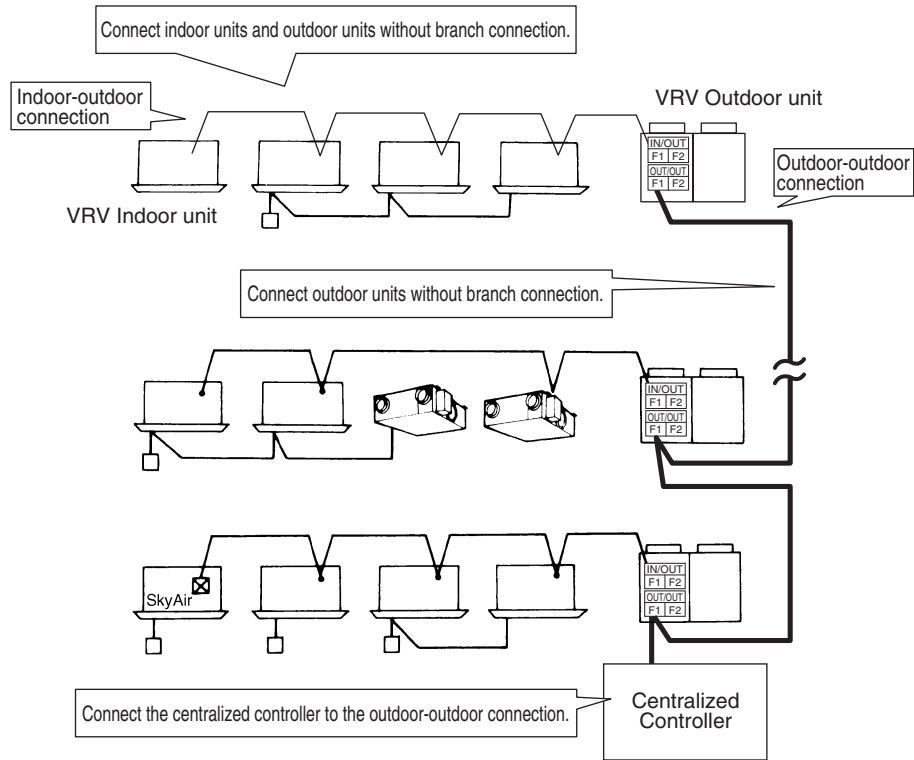 Connect indoor units and outdoor units without branch connection.
Indoor-outdoor
connection
VRV Outdoor unit
IN/OUT
F1 F2
OUT/OUT
F1 F2
Outdoor-outdoor
connection
VRV Indoor unit
Connect outdoor units without branch connection.
IN/OUT
F1 F2
OUT/OUT
F1 F2
SkyAir
IN/OUT
F1 F2
OUT/OUT
F1 F2
Connect the centralized controller to the outdoor-outdoor connection.
Centralized
Controller